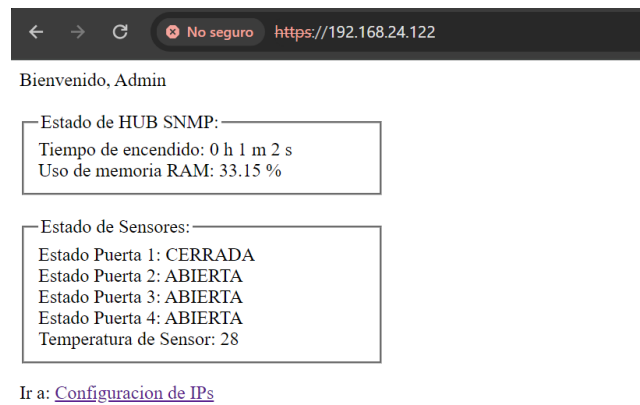 No seguro https://192.168.24.122
Bienvenido, Admin
Estado de HUB SNMP:
Tiempo de encendido: 0 h 1 m 2 s
Uso de memoria RAM: 33.15 %
Estado de Sensores:
Estado Puerta 1: CERRADA
Estado Puerta 2: ABIERTA
Estado Puerta 3: ABIERTA
Estado Puerta 4: ABIERTA
Temperatura de Sensor: 28
Ir a: Configuracion de IPs